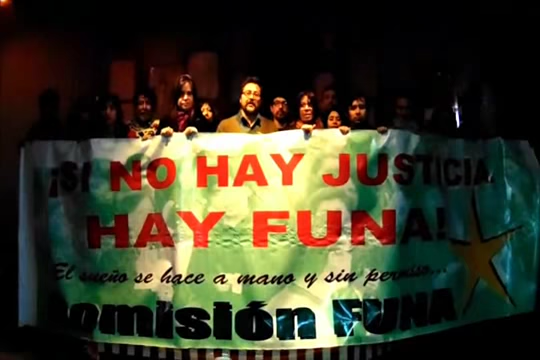 ¡SI NO HAY JUSTICIA
HAY FUNA!
El sueño se hace a mano y sin permiso...
Comisión FUNA